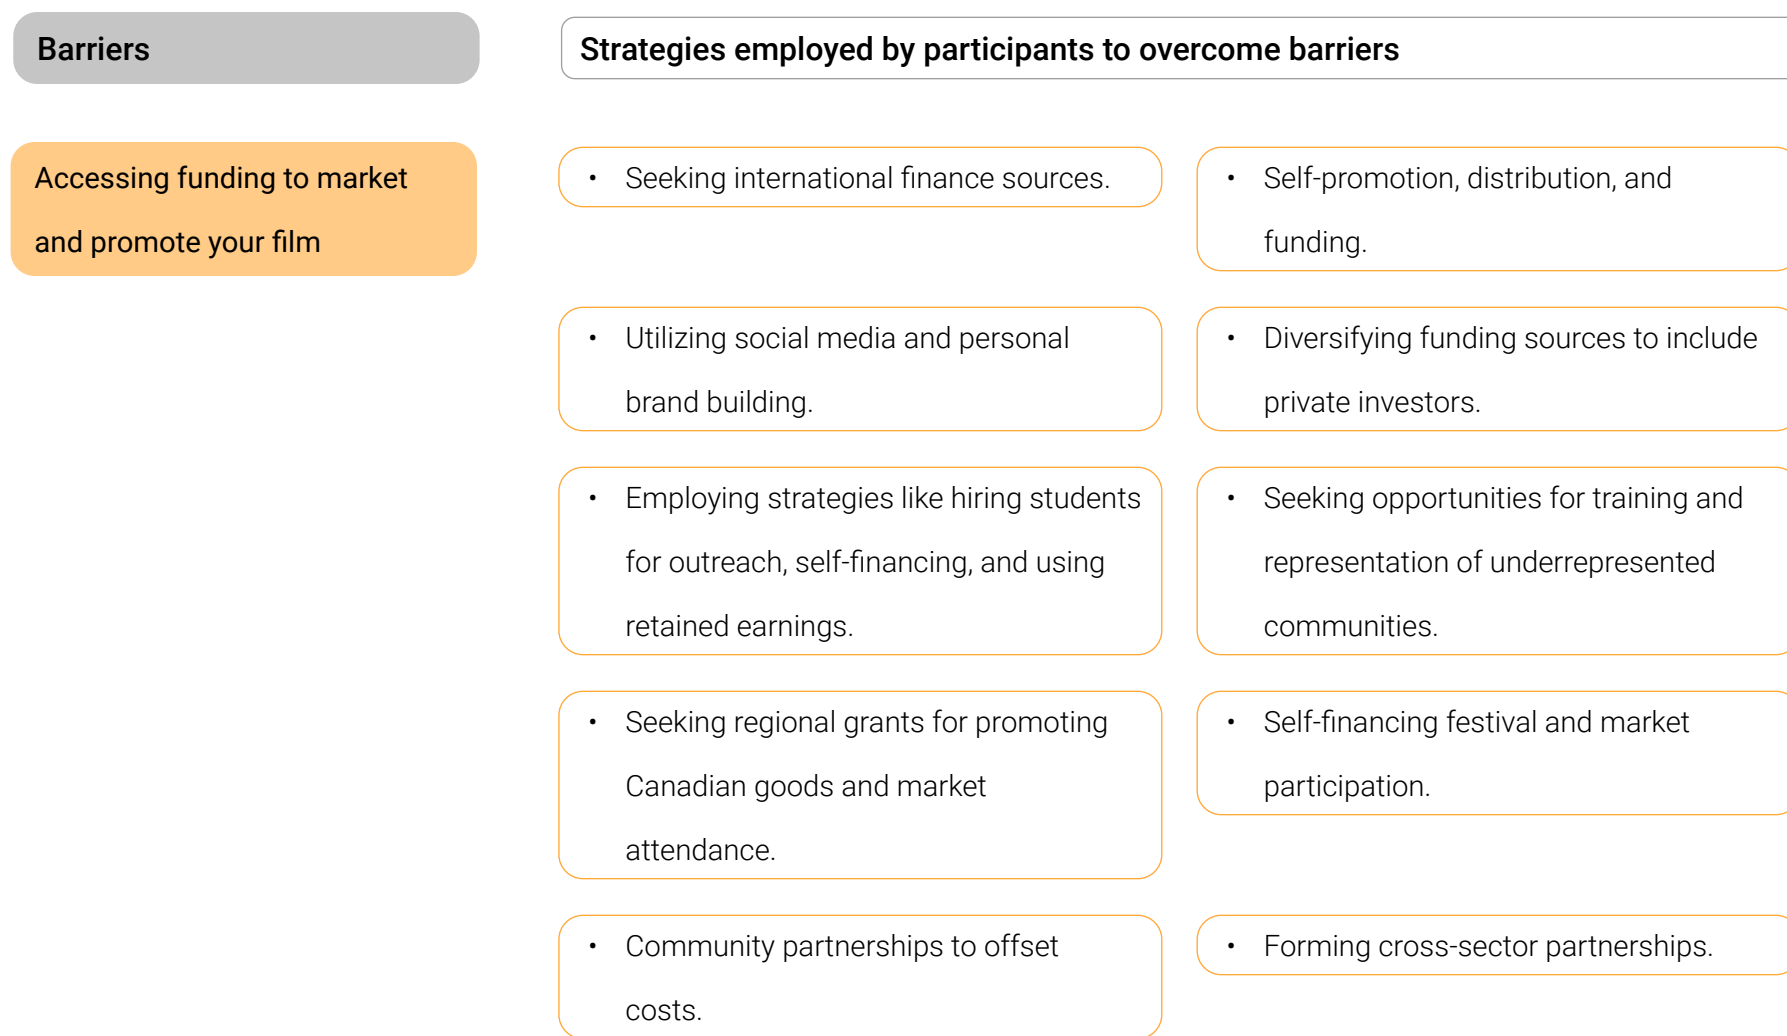 Barriers
Strategies employed by participants to overcome barriers
Accessing funding to market
and promote your film
• Seeking international finance sources.
• Self-promotion, distribution, and
funding.
• Utilizing social media and personal
brand building.
• Diversifying funding sources to include
private investors.
• Employing strategies like hiring students
for outreach, self-financing, and using
retained earnings.
• Seeking opportunities for training and
representation of underrepresented
communities.
• Seeking regional grants for promoting
Canadian goods and market
attendance.
• Self-financing festival and market
participation.
• Community partnerships to offset
costs.
• Forming cross-sector partnerships.